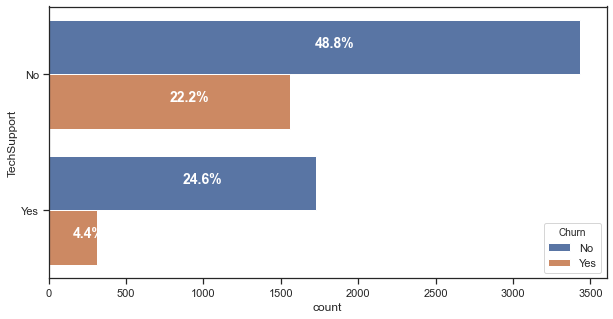 48.8%
No
22.2%
TechSupport
24.6%
Yes
4.4%
Churn
No
Yes
0 500 1000 1500 2000 2500 3000 3500
count